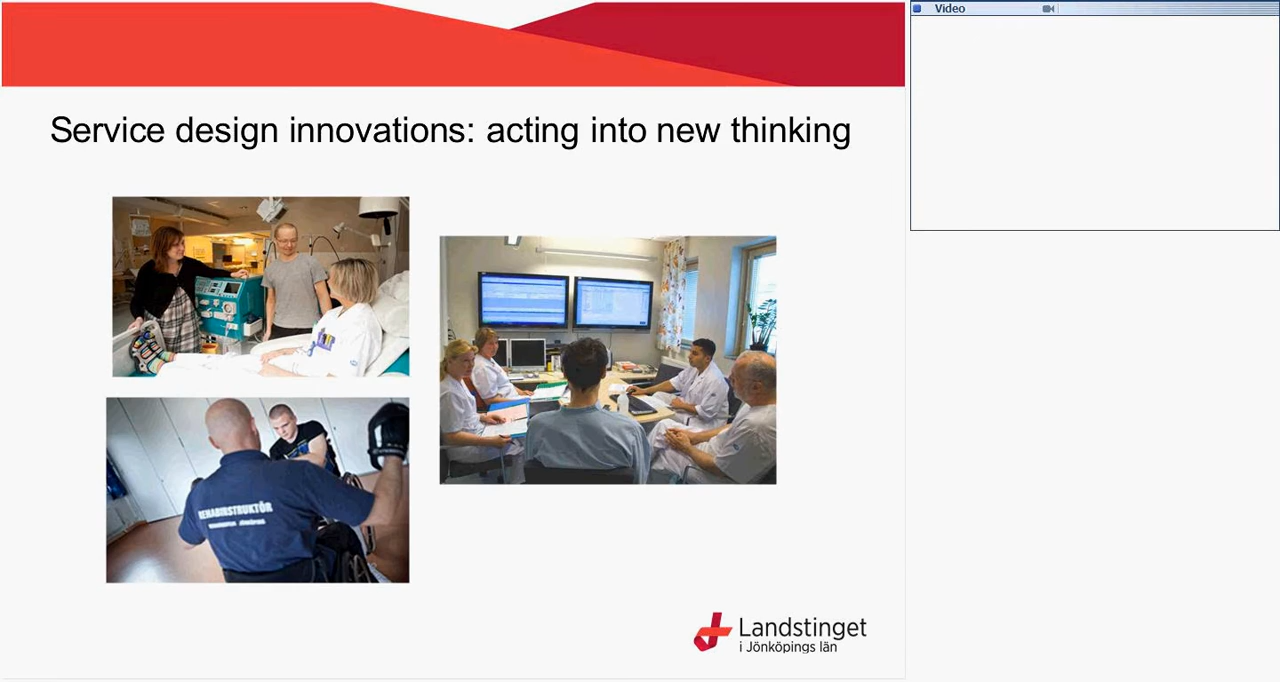 Service design innovations: acting into new thinking
Video
REHABINSTRUKTÖR
Landstinget
i Jönköpings län